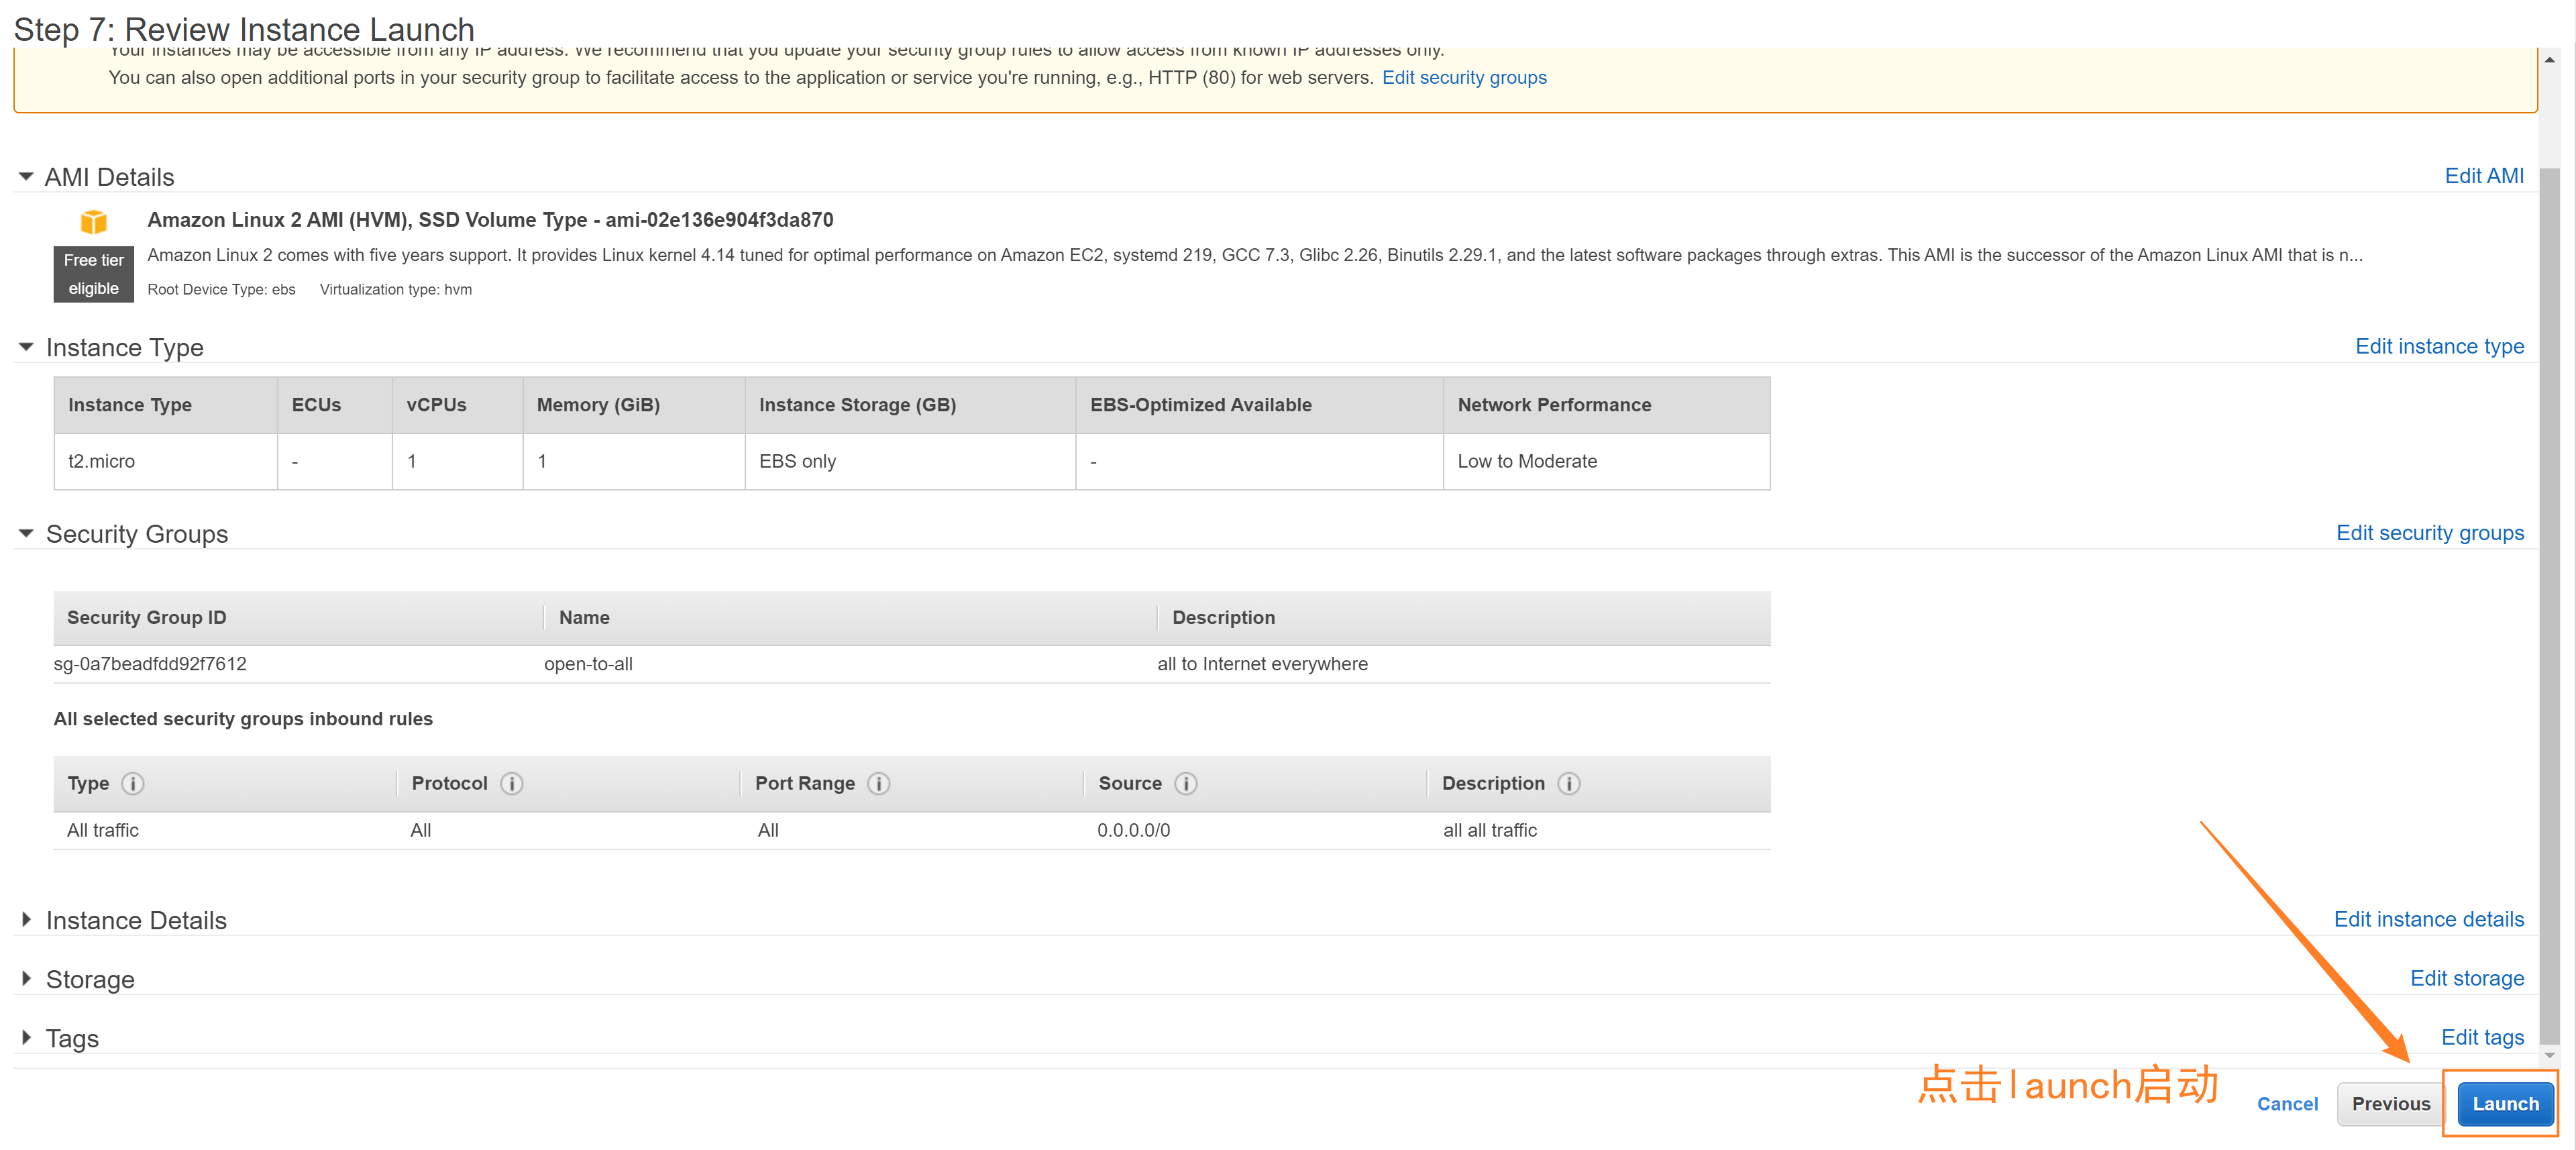 Step 7: Review Instance Launch
Your instances may be accessible from any IP address. We recommend that you update your security group rules to allow access from known IP addresses only.
You can also open additional ports in your security group to facilitate access to the application or service you're running, e.g., HTTP (80) for web servers. Edit security groups
AMI Details Edit AMI
Amazon Linux 2 AMI (HVM), SSD Volume Type - ami-02e136e904f3da870
Free tier eligible
Amazon Linux 2 comes with five years support. It provides Linux kernel 4.14 tuned for optimal performance on Amazon EC2, systemd 219, GCC 7.3, Glibc 2.26, Binutils 2.29.1, and the latest software packages through extras. This AMI is the successor of the Amazon Linux AMI that is n...
Root Device Type: ebs Virtualization type: hvm
Instance Type Edit instance type
Instance Type ECUs vCPUs Memory (GiB) Instance Storage (GB) EBS-Optimized Available Network Performance
t2.micro - 1 1 EBS only - Low to Moderate
Security Groups Edit security groups
Security Group ID Name Description
sg-0a7beadfdd92f7612 open-to-all all to Internet everywhere
All selected security groups inbound rules
Type Protocol Port Range Source Description
All traffic All All 0.0.0.0/0 all all traffic
Instance Details Edit instance details
Storage Edit storage
Tags Edit tags
点击launch启动
Cancel Previous Launch